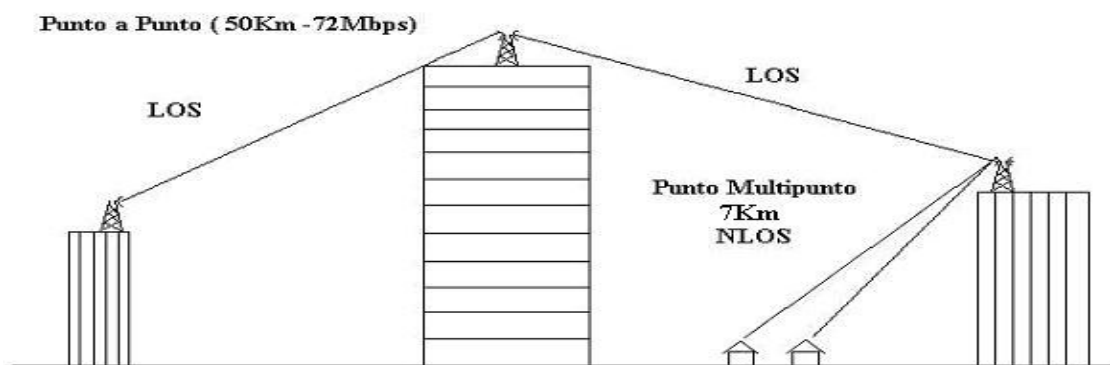 Punto a Punto ( 50Km -72Mbps)
LOS
LOS
Punto Multipunto
7Km
NLOS